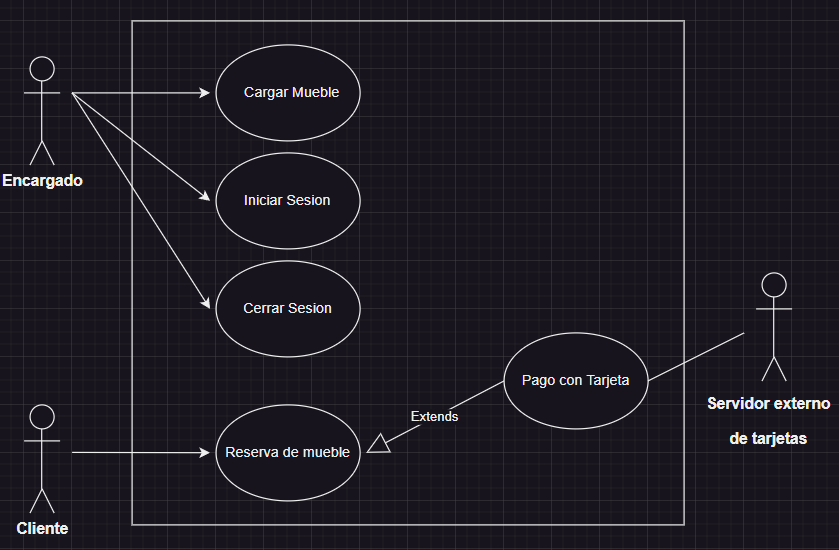 Cargar Mueble
Encargado
Iniciar Sesion
Cerrar Sesion
Pago con Tarjeta
Servidor externo
de tarjetas
Extends
Reserva de mueble
Cliente